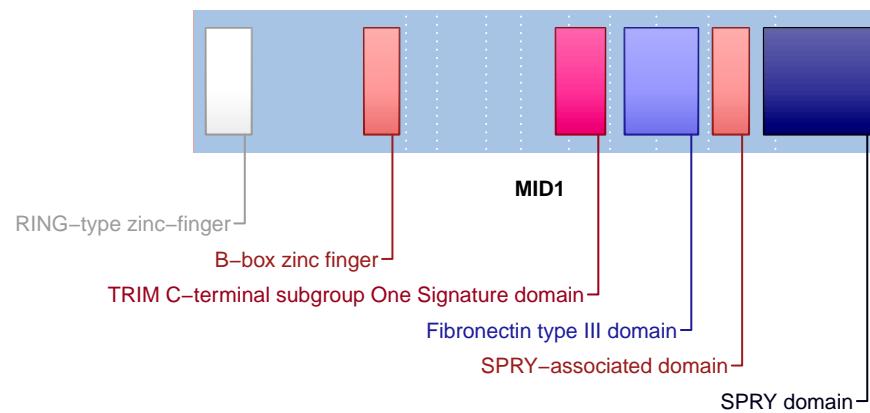 MID1
RING−type zinc−finger
B−box zinc finger
TRIM C−terminal subgroup One Signature domain
Fibronectin type III domain
SPRY−associated domain
SPRY domain